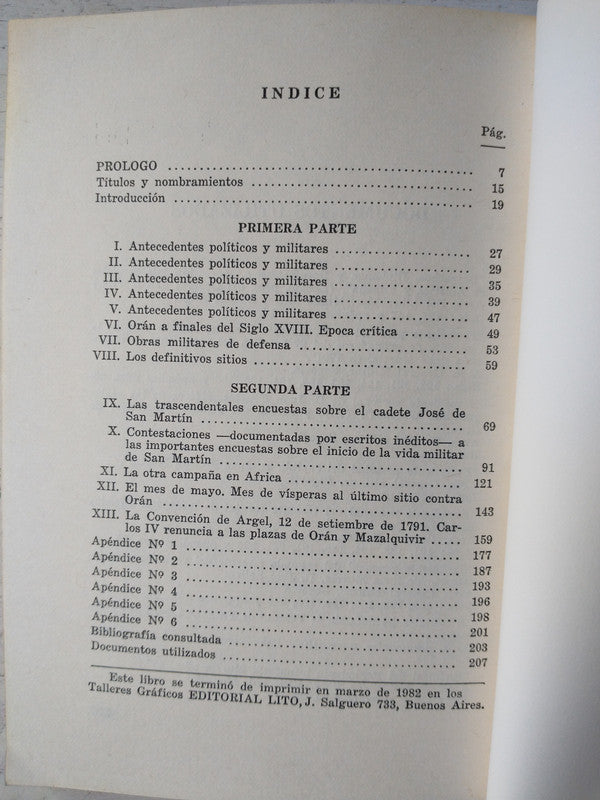 INDICE
Pág.
PROLOGO ........ 7
Títulos y nombramientos ........ 15
Introducción ........ 19
PRIMERA PARTE
I. Antecedentes políticos y militares ........ 27
II. Antecedentes políticos y militares ........ 29
III. Antecedentes políticos y militares ........ 35
IV. Antecedentes políticos y militares ........ 39
V. Antecedentes políticos y militares ........ 47
VI. Orán a finales del Siglo XVIII. Epoca crítica ........ 49
VII. Obras militares de defensa ........ 53
VIII. Los definitivos sitios ........ 59
SEGUNDA PARTE
IX. Las trascendentales encuestas sobre el cadete José de
San Martín ........ 69
X. Contestaciones —documentadas por escritos inéditos— a
las importantes encuestas sobre el inicio de la vida militar
de San Martín ........ 91
XI. La otra campaña en Africa ........ 121
XII. El mes de mayo. Mes de vísperas al último sitio contra
Orán ........ 143
XIII. La Convención de Argel, 12 de setiembre de 1791. Car-
los IV renuncia a las plazas de Orán y Mazalquivir ..... 159
Apéndice Nº 1 ........ 177
Apéndice Nº 2 ........ 187
Apéndice Nº 3 ........ 193
Apéndice Nº 4 ........ 196
Apéndice Nº 5 ........ 198
Apéndice Nº 6 ........ 201
Bibliografía consultada ........ 203
Documentos utilizados ........ 207
Este libro se terminó de imprimir en marzo de 1982 en los
Talleres Gráficos EDITORIAL LITO, J. Salguero 733, Buenos Aires.